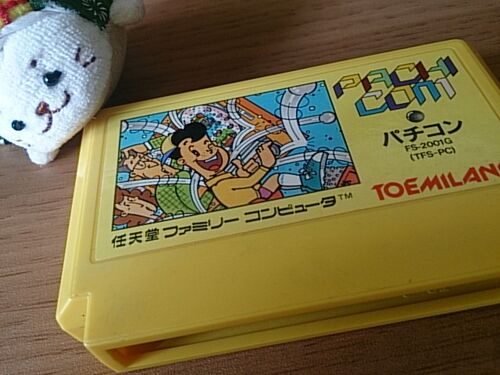 PACHI
COM
パチコン
FS-2001G
(TFS-PC)
TOEMILAND
任天堂 ファミリー コンピュータ™